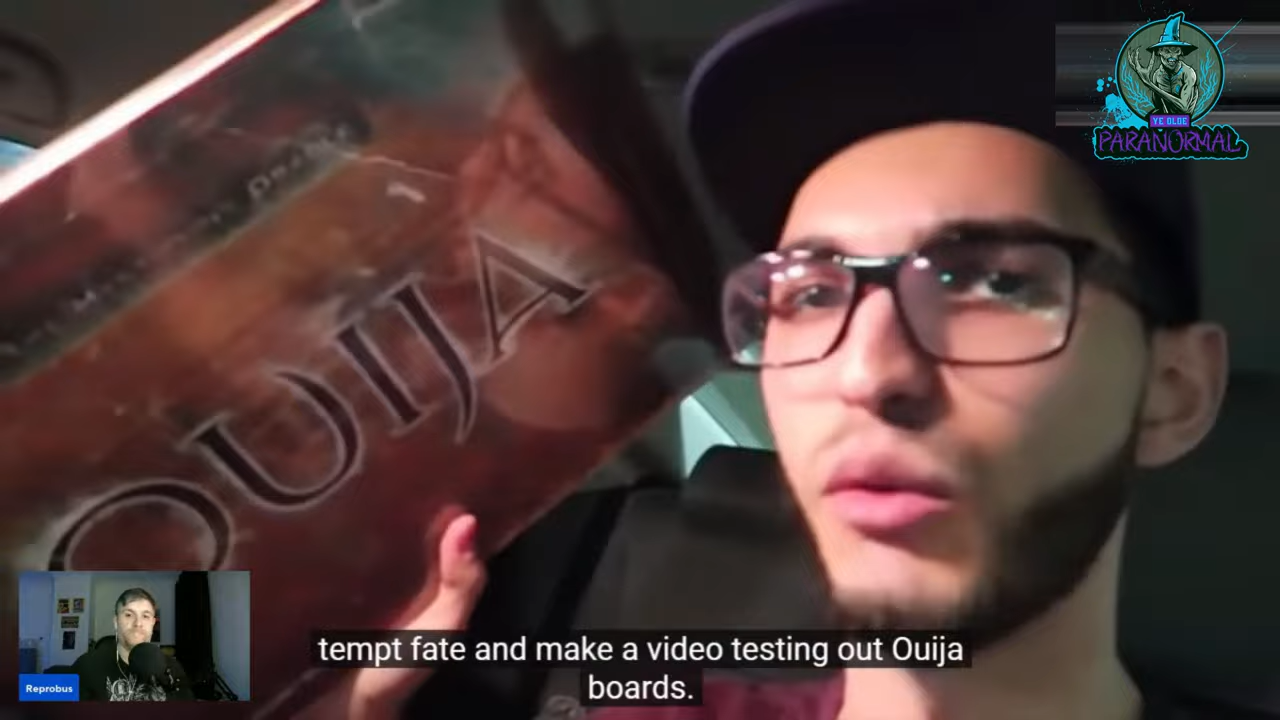 YE OLDE
PARANORMAL
OUIJA
Reprobus
tempt fate and make a video testing out Ouija
boards.